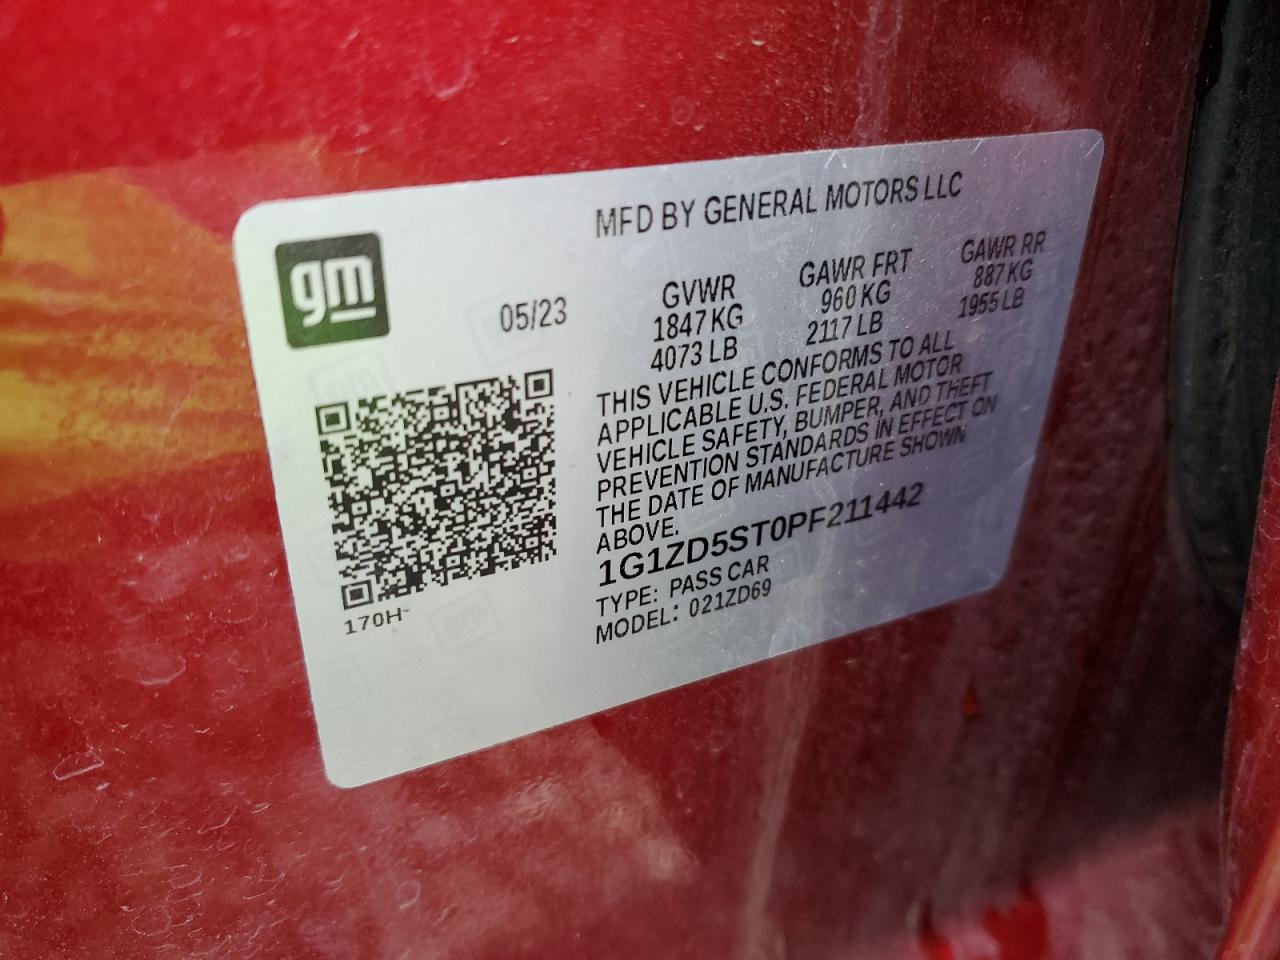 gm
MFD BY GENERAL MOTORS LLC
05/23
GVWR GAWR FRT GAWR RR
1847 KG 960 KG 887 KG
4073 LB 2117 LB 1955 LB
THIS VEHICLE CONFORMS TO ALL
APPLICABLE U.S. FEDERAL MOTOR
VEHICLE SAFETY, BUMPER, AND THEFT
PREVENTION STANDARDS IN EFFECT ON
THE DATE OF MANUFACTURE SHOWN
ABOVE.
1G1ZD5ST0PF211442
TYPE: PASS CAR
MODEL: 021ZD69
170H-